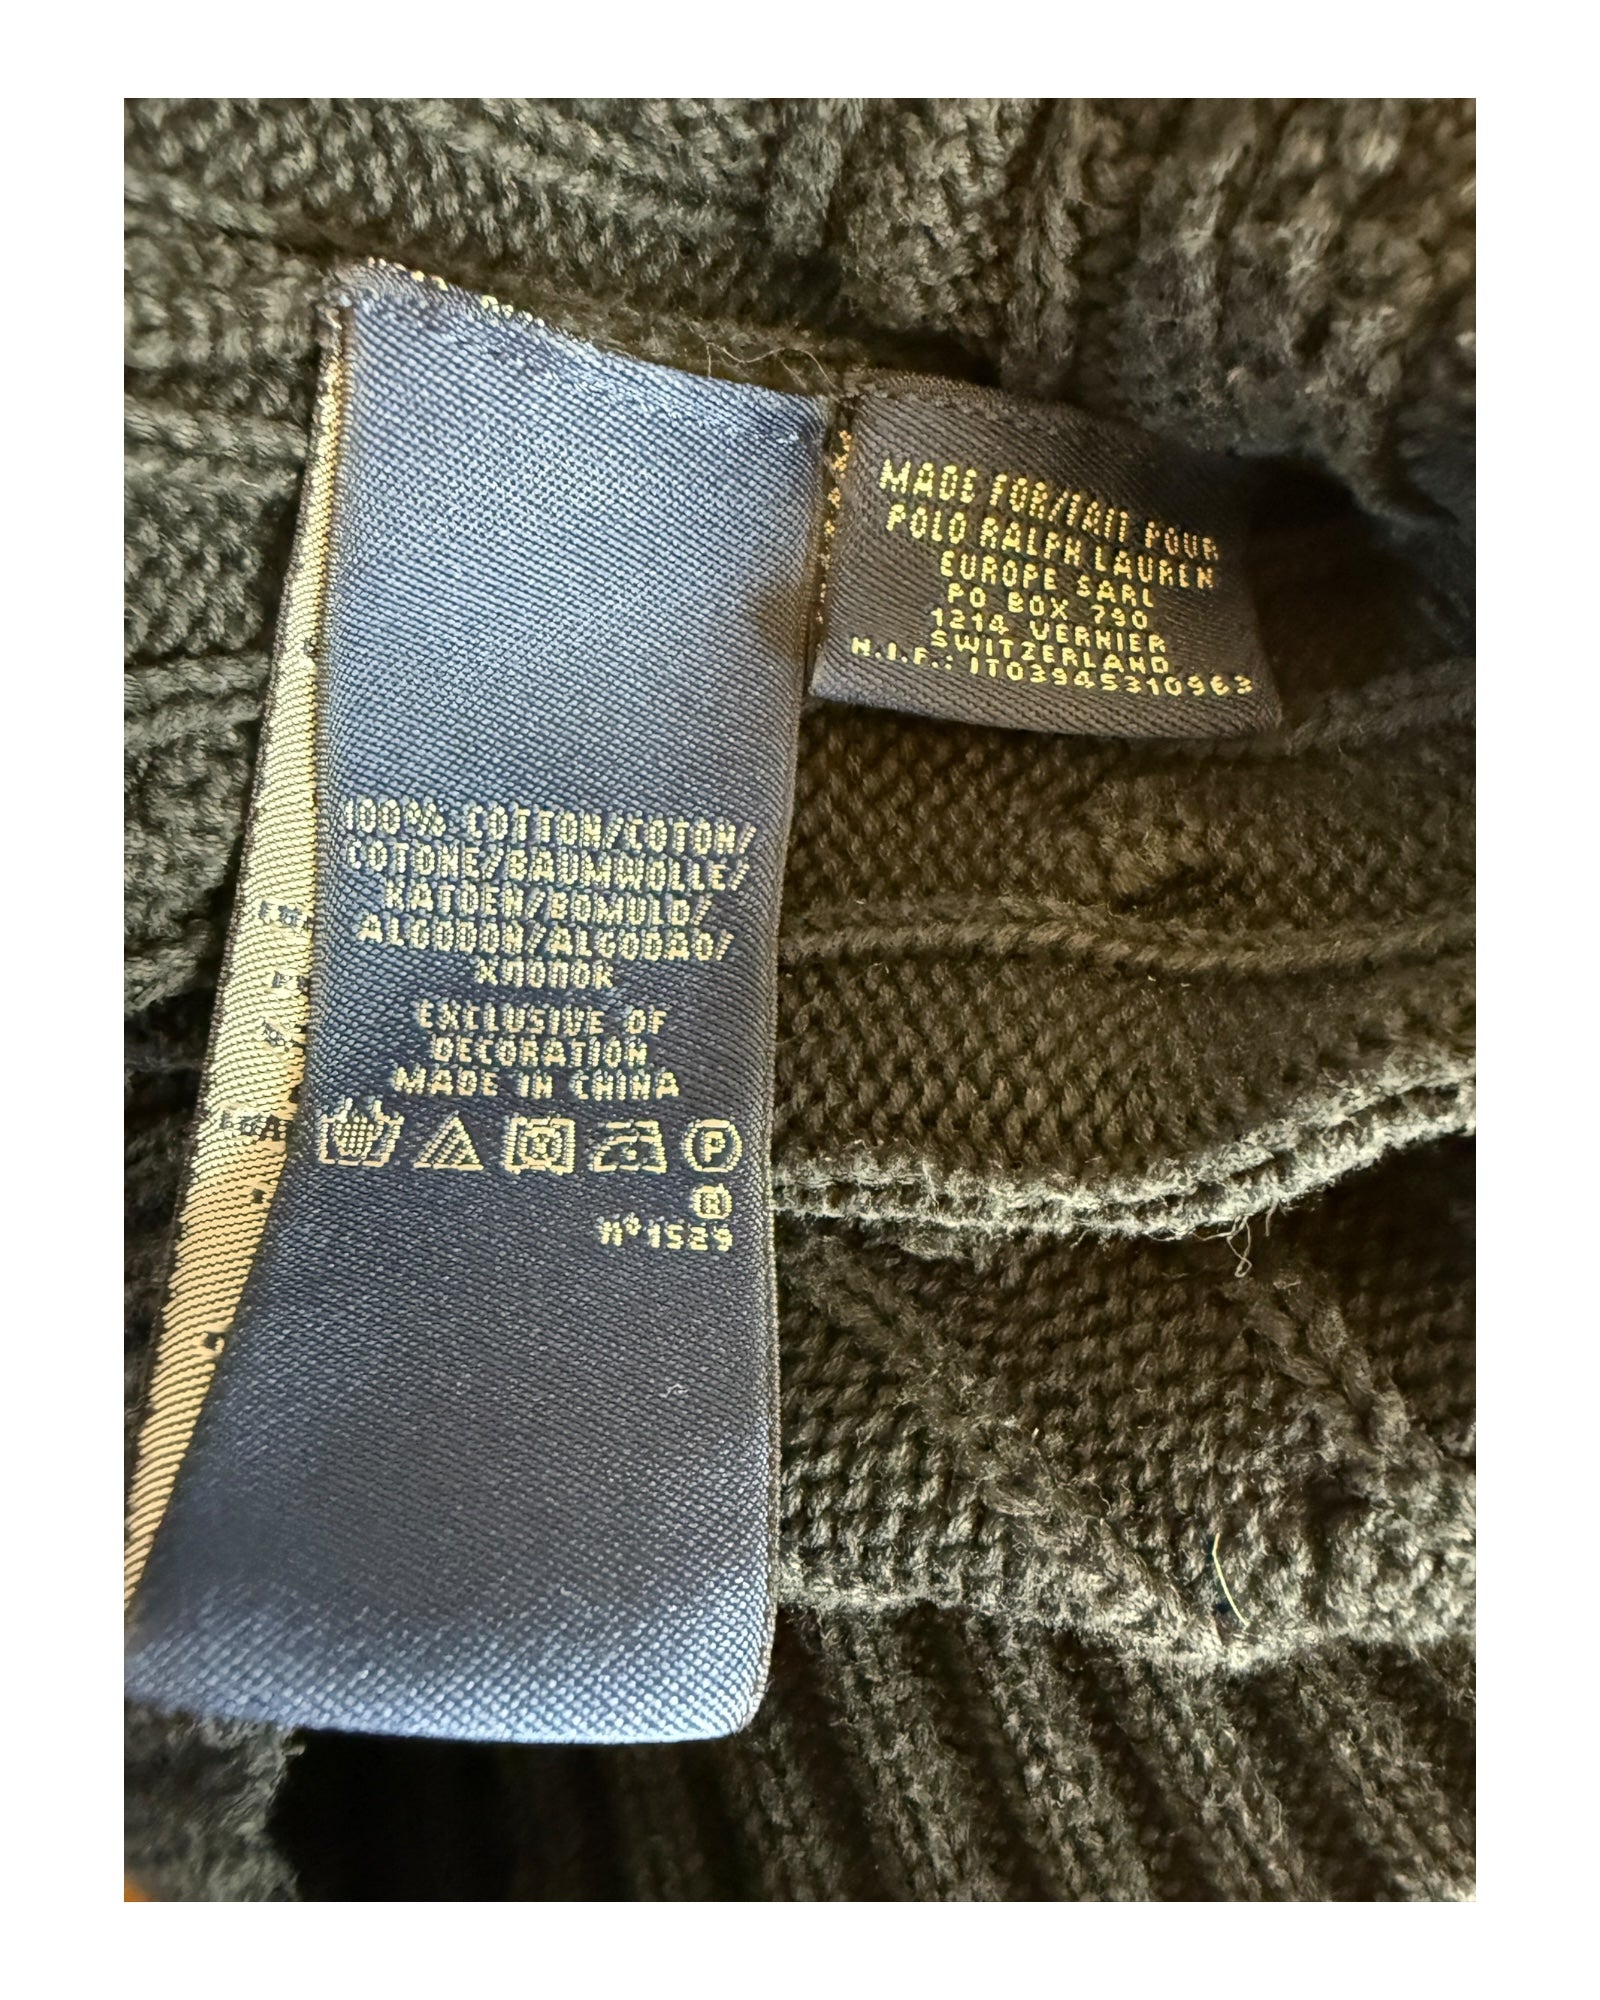 100% COTTON/COTON/
COTONE/BAUMWOLLE/
KATOEN/BOMULD/
ALGODON/ALGODAO/
ХЛОПОК
EXCLUSIVE OF
DECORATION
MADE IN CHINA
P
®
N°1529
MADE FOR/FAIT POUR
POLO RALPH LAUREN
EUROPE SARL
PO BOX 790
1214 VERNIER
SWITZERLAND
N.I.F.: IT03945310963